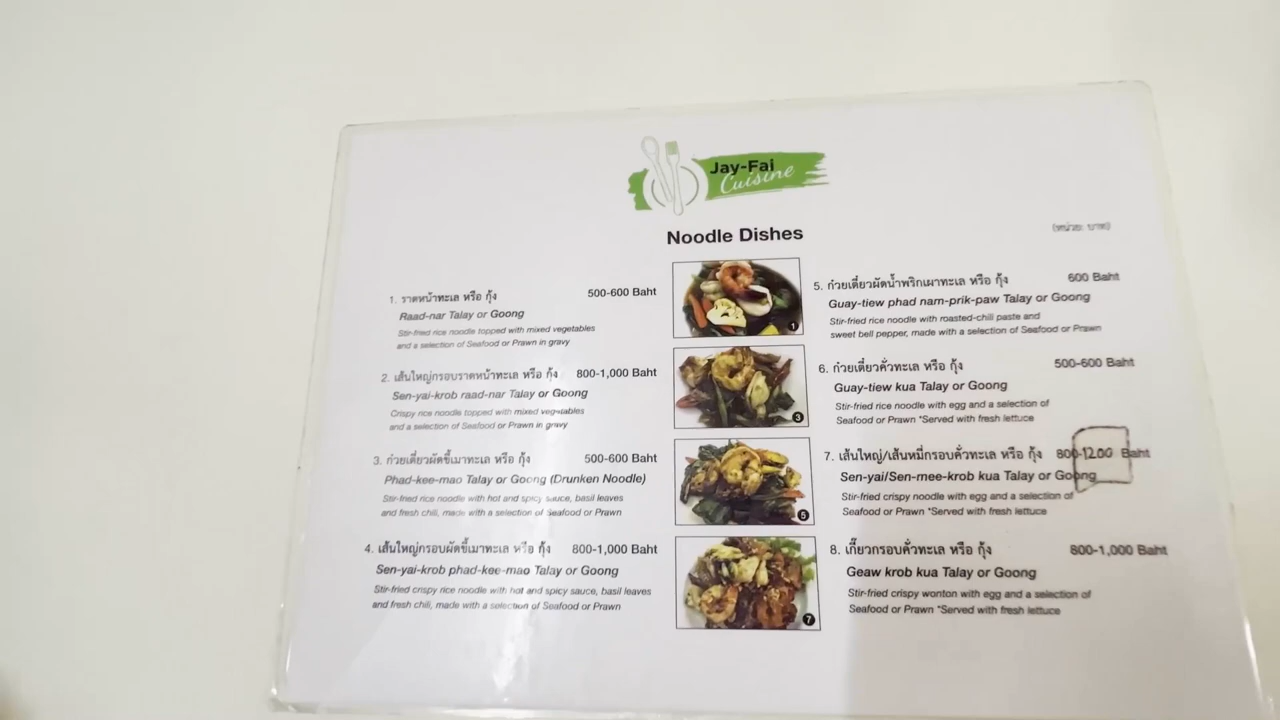 Jay-Fai
Cuisine
Noodle Dishes
(หน่วย: บาท)
1. ราดหน้าทะเล หรือ กุ้ง 500-600 Baht
Raad-nar Talay or Goong
Stir-fried rice noodle topped with mixed vegetables
and a selection of Seafood or Prawn in gravy
2. เส้นใหญ่กรอบราดหน้าทะเล หรือ กุ้ง 800-1,000 Baht
Sen-yai-krob raad-nar Talay or Goong
Crispy rice noodle topped with mixed vegetables
and a selection of Seafood or Prawn in gravy
3. ก๋วยเตี๋ยวผัดขี้เมาทะเล หรือ กุ้ง 500-600 Baht
Phad-kee-mao Talay or Goong (Drunken Noodle)
Stir-fried rice noodle with hot and spicy sauce, basil leaves
and fresh chili, made with a selection of Seafood or Prawn
4. เส้นใหญ่กรอบผัดขี้เมาทะเล หรือ กุ้ง 800-1,000 Baht
Sen-yai-krob phad-kee-mao Talay or Goong
Stir-fried crispy rice noodle with hot and spicy sauce, basil leaves
and fresh chili, made with a selection of Seafood or Prawn
1
3
5
7
5. ก๋วยเตี๋ยวผัดน้ำพริกเผาทะเล หรือ กุ้ง 600 Baht
Guay-tiew phad nam-prik-paw Talay or Goong
Stir-fried rice noodle with roasted-chili paste and
sweet bell pepper, made with a selection of Seafood or Prawn
6. ก๋วยเตี๋ยวคั่วทะเล หรือ กุ้ง 500-600 Baht
Guay-tiew kua Talay or Goong
Stir-fried rice noodle with egg and a selection of
Seafood or Prawn *Served with fresh lettuce
7. เส้นใหญ่/เส้นหมี่กรอบคั่วทะเล หรือ กุ้ง 800-1200 Baht
Sen-yai/Sen-mee-krob kua Talay or Goong
Stir-fried crispy noodle with egg and a selection of
Seafood or Prawn *Served with fresh lettuce
8. เกี๊ยวกรอบคั่วทะเล หรือ กุ้ง 800-1,000 Baht
Geaw krob kua Talay or Goong
Stir-fried crispy wonton with egg and a selection of
Seafood or Prawn *Served with fresh lettuce